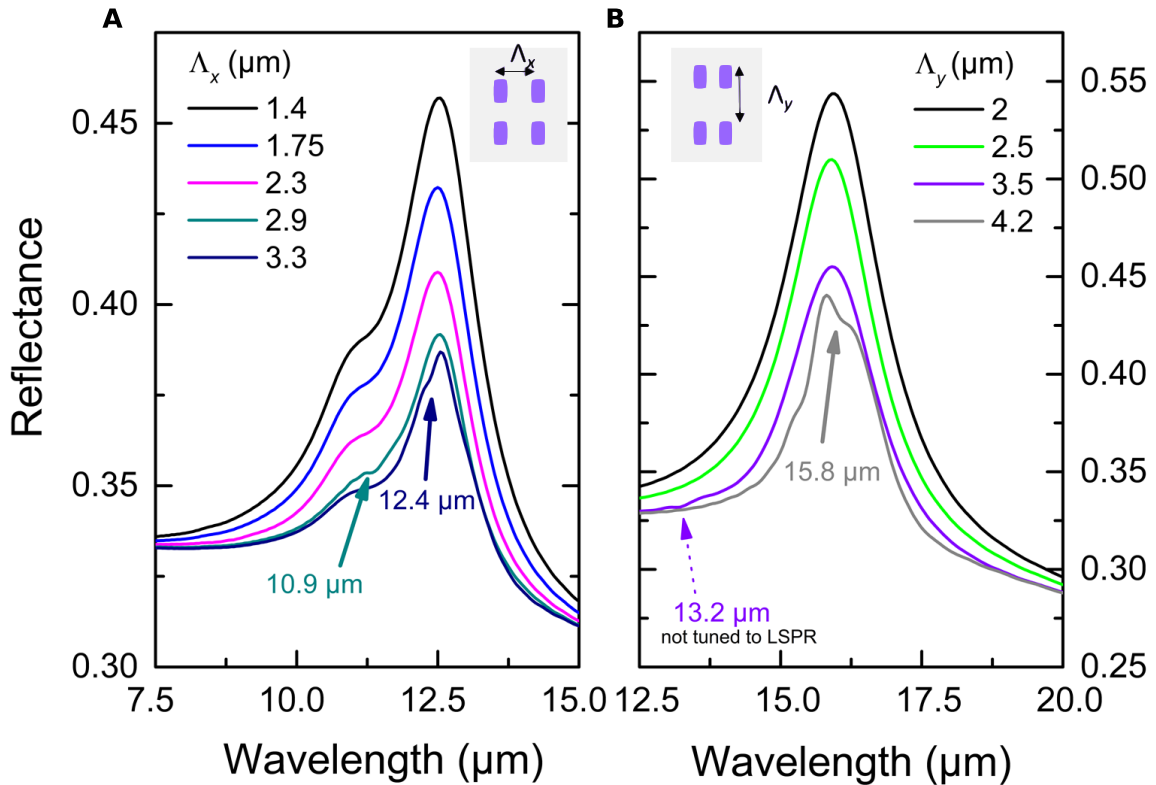 A
Λx (µm)
1.4
1.75
2.3
2.9
3.3
Λx
10.9 µm
12.4 µm
0.45
0.40
0.35
0.30
7.5
10.0
12.5
15.0
Reflectance
Wavelength (µm)
B
Λy
Λy (µm)
2
2.5
3.5
4.2
15.8 µm
13.2 µm
not tuned to LSPR
0.55
0.50
0.45
0.40
0.35
0.30
0.25
12.5
15.0
17.5
20.0
Wavelength (µm)